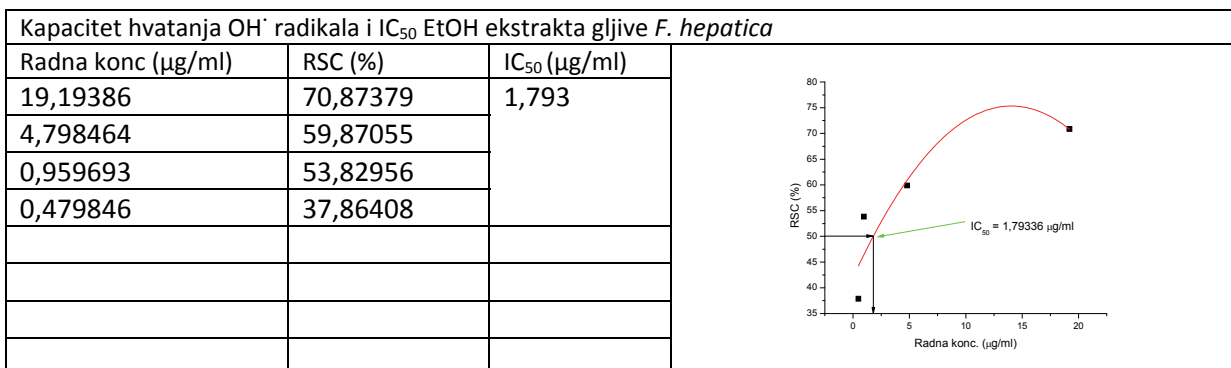 Kapacitet hvatanja OH˙ radikala i IC₅₀ EtOH ekstrakta gljive F. hepatica
Radna konc (µg/ml) RSC (%) IC₅₀ (µg/ml)
19,19386 70,87379 1,793
4,798464 59,87055
0,959693 53,82956
0,479846 37,86408
80
75
70
65
60
55
50
45
40
35
RSC (%)
IC₅₀ = 1,79336 µg/ml
0 5 10 15 20
Radna konc. (µg/ml)